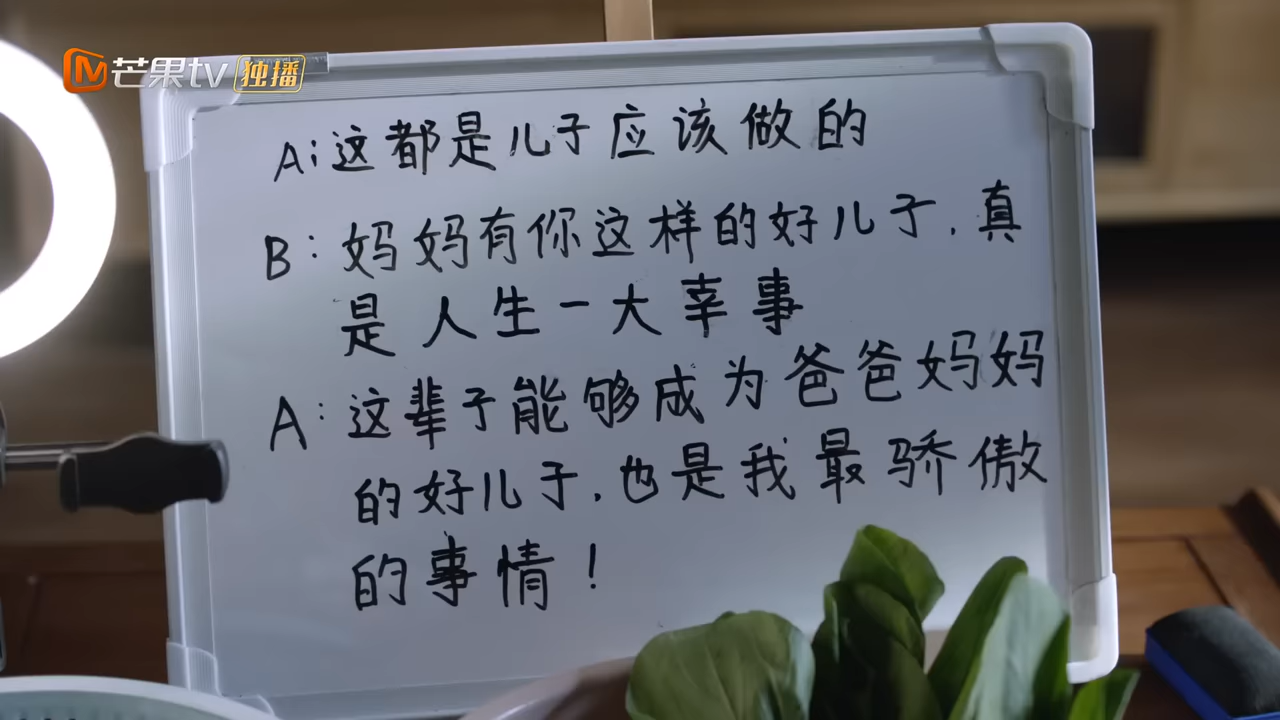 芒果tv 独播
A:这都是儿子应该做的
B:妈妈有你这样的好儿子,真
是人生一大幸事
A:这辈子能够成为爸爸妈妈
的好儿子,也是我最骄傲
的事情!